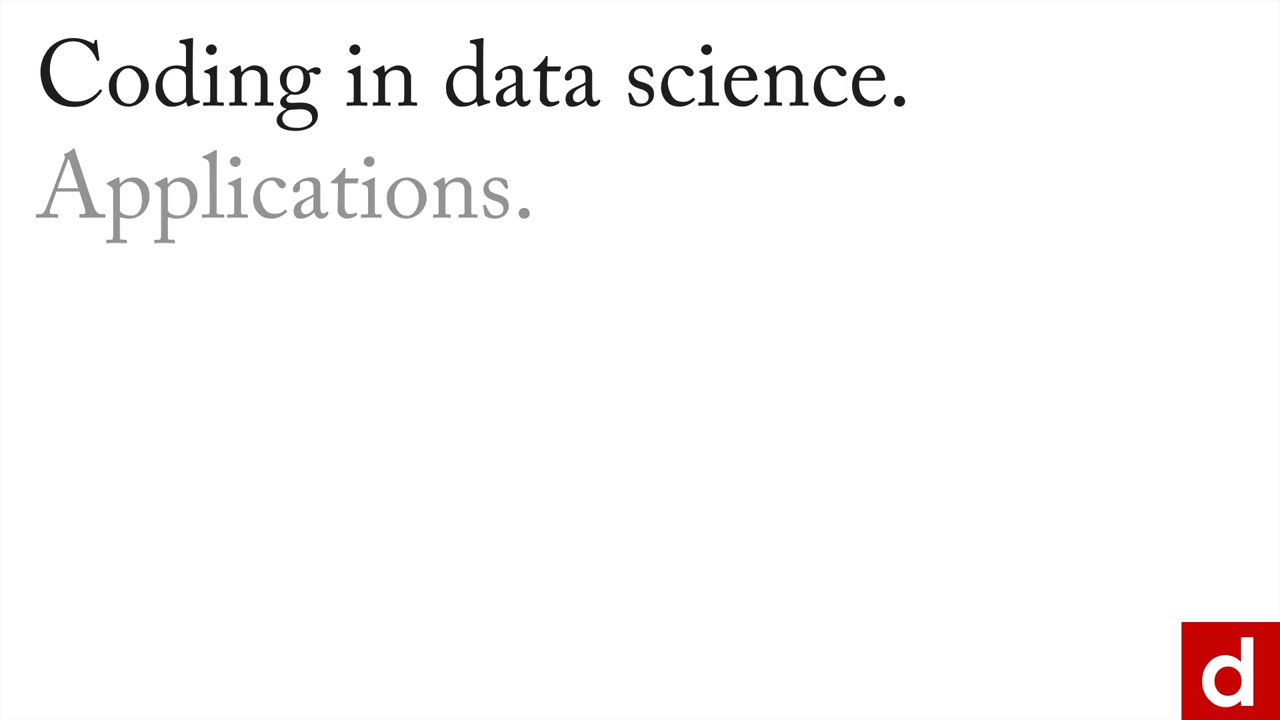 Coding in data science.
Applications.
d